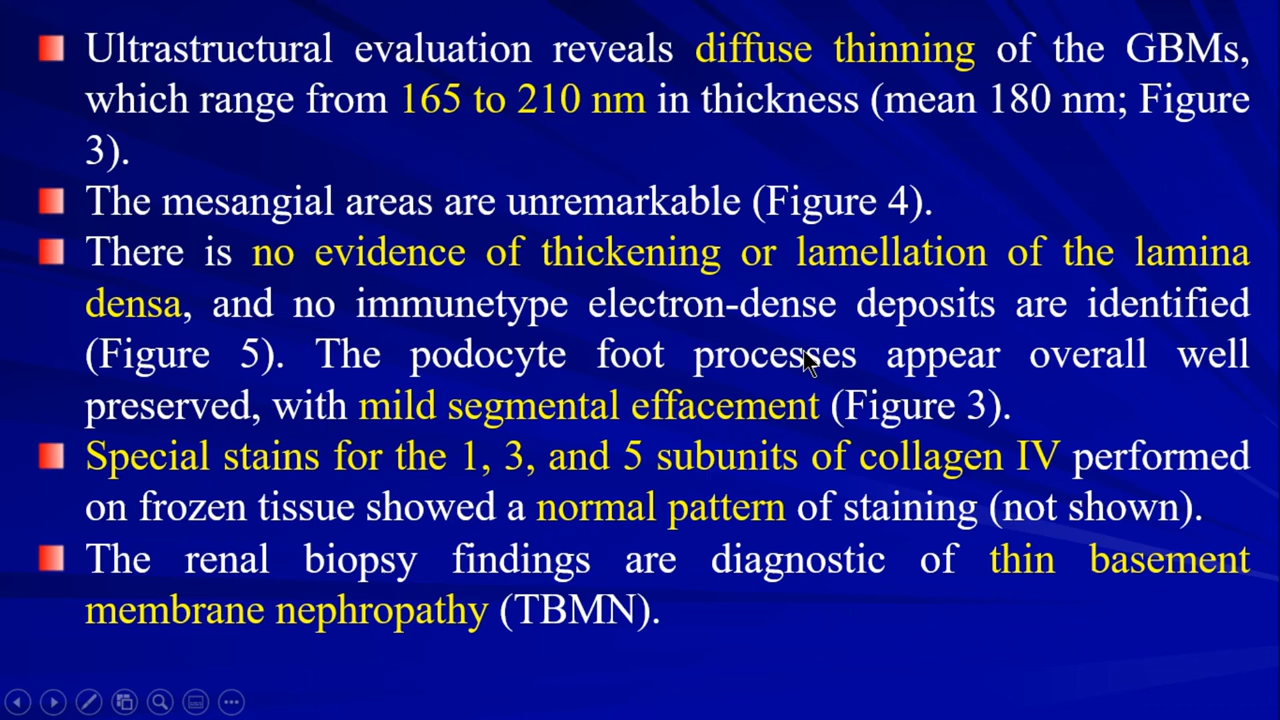 Ultrastructural evaluation reveals diffuse thinning of the GBMs,
which range from 165 to 210 nm in thickness (mean 180 nm; Figure
3).
The mesangial areas are unremarkable (Figure 4).
There is no evidence of thickening or lamellation of the lamina
densa, and no immunetype electron-dense deposits are identified
(Figure 5). The podocyte foot processes appear overall well
preserved, with mild segmental effacement (Figure 3).
Special stains for the 1, 3, and 5 subunits of collagen IV performed
on frozen tissue showed a normal pattern of staining (not shown).
The renal biopsy findings are diagnostic of thin basement
membrane nephropathy (TBMN).